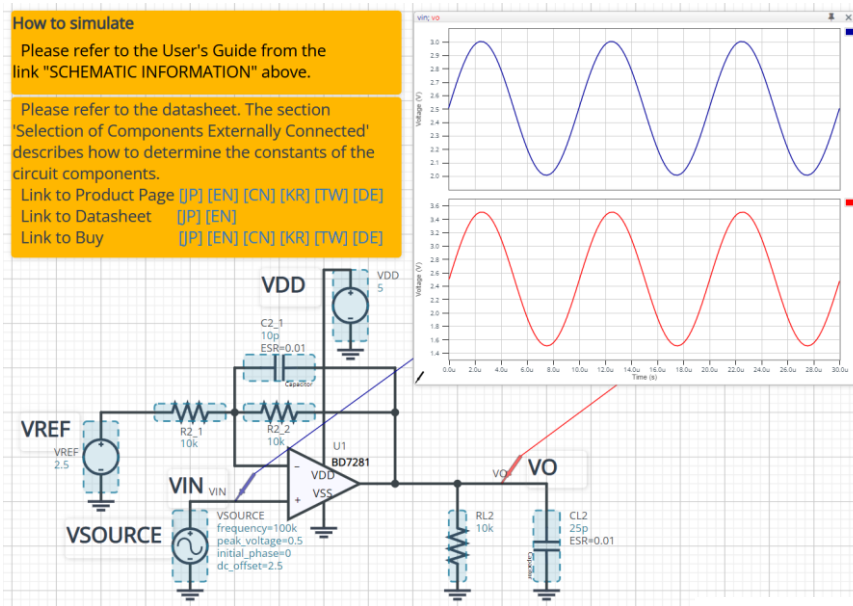 How to simulate
Please refer to the User's Guide from the
link "SCHEMATIC INFORMATION" above.
Please refer to the datasheet. The section
'Selection of Components Externally Connected'
describes how to determine the constants of the
circuit components.
Link to Product Page [JP] [EN] [CN] [KR] [TW] [DE]
Link to Datasheet [JP] [EN]
Link to Buy [JP] [EN] [CN] [KR] [TW] [DE]
vin; vo
3.0
2.9
2.8
2.7
2.6
2.5
2.4
2.3
2.2
2.1
2.0
Voltage (V)
3.6
3.4
3.2
3.0
2.8
2.6
2.4
2.2
2.0
1.8
1.6
1.4
Voltage (V)
0.0u 2.0u 4.0u 6.0u 8.0u 10.0u 12.0u 14.0u 16.0u 18.0u 20.0u 22.0u 24.0u 26.0u 28.0u 30.0u
Time (s)
VDD
VDD
5
C2_1
10p
ESR=0.01
Capacitor
VREF
VREF
2.5
R2_1
10k
R2_2
10k
U1
BD7281
VDD
VSS
VIN
VIN
VSOURCE
VSOURCE
frequency=100k
peak_voltage=0.5
initial_phase=0
dc_offset=2.5
VO
VO
RL2
10k
CL2
25p
ESR=0.01
Capacitor